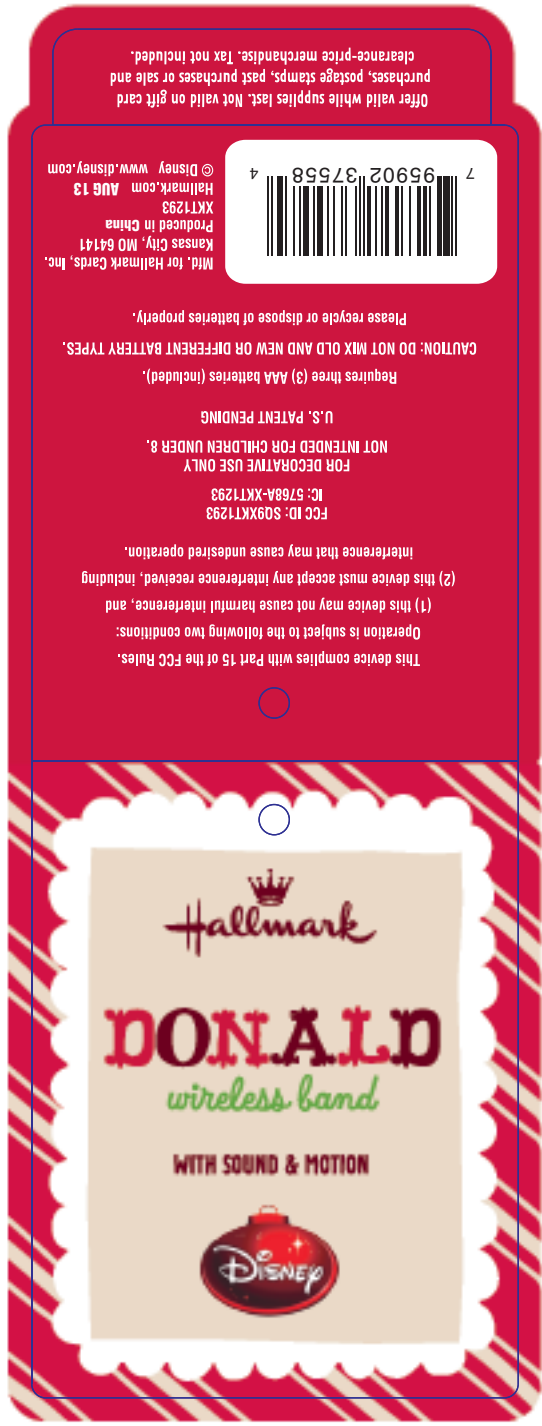 Hallmark
DONALD
wireless band
WITH SOUND & MOTION
Disney
This device complies with Part 15 of the FCC Rules.
Operation is subject to the following two conditions:
(1) this device may not cause harmful interference, and
(2) this device must accept any interference received, including
interference that may cause undesired operation.
FCC ID: SQ9XKT1293
IC: 5768A-XKT1293
FOR DECORATIVE USE ONLY
NOT INTENDED FOR CHILDREN UNDER 8.
U.S. PATENT PENDING
Requires three (3) AAA batteries (included).
CAUTION: DO NOT MIX OLD AND NEW OR DIFFERENT BATTERY TYPES.
Please recycle or dispose of batteries properly.
7 95902 37558 4
Mfd. for Hallmark Cards, Inc.
Kansas City, MO 64141
Produced in China
XKT1293
Hallmark.com AUG 13
© Disney www.disney.com
Offer valid while supplies last. Not valid on gift card
purchases, postage stamps, past purchases or sale and
clearance-price merchandise. Tax not included.